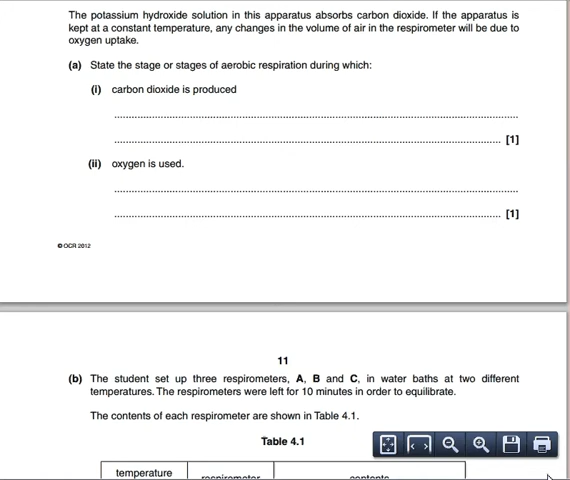 The potassium hydroxide solution in this apparatus absorbs carbon dioxide. If the apparatus is
kept at a constant temperature, any changes in the volume of air in the respirometer will be due to
oxygen uptake.
(a) State the stage or stages of aerobic respiration during which:
(i) carbon dioxide is produced
................................................................................
................................................................................ [1]
(ii) oxygen is used.
................................................................................
................................................................................ [1]
© OCR 2012
11
(b) The student set up three respirometers, A, B and C, in water baths at two different
temperatures. The respirometers were left for 10 minutes in order to equilibrate.
The contents of each respirometer are shown in Table 4.1.
Table 4.1
temperature respirometer contents